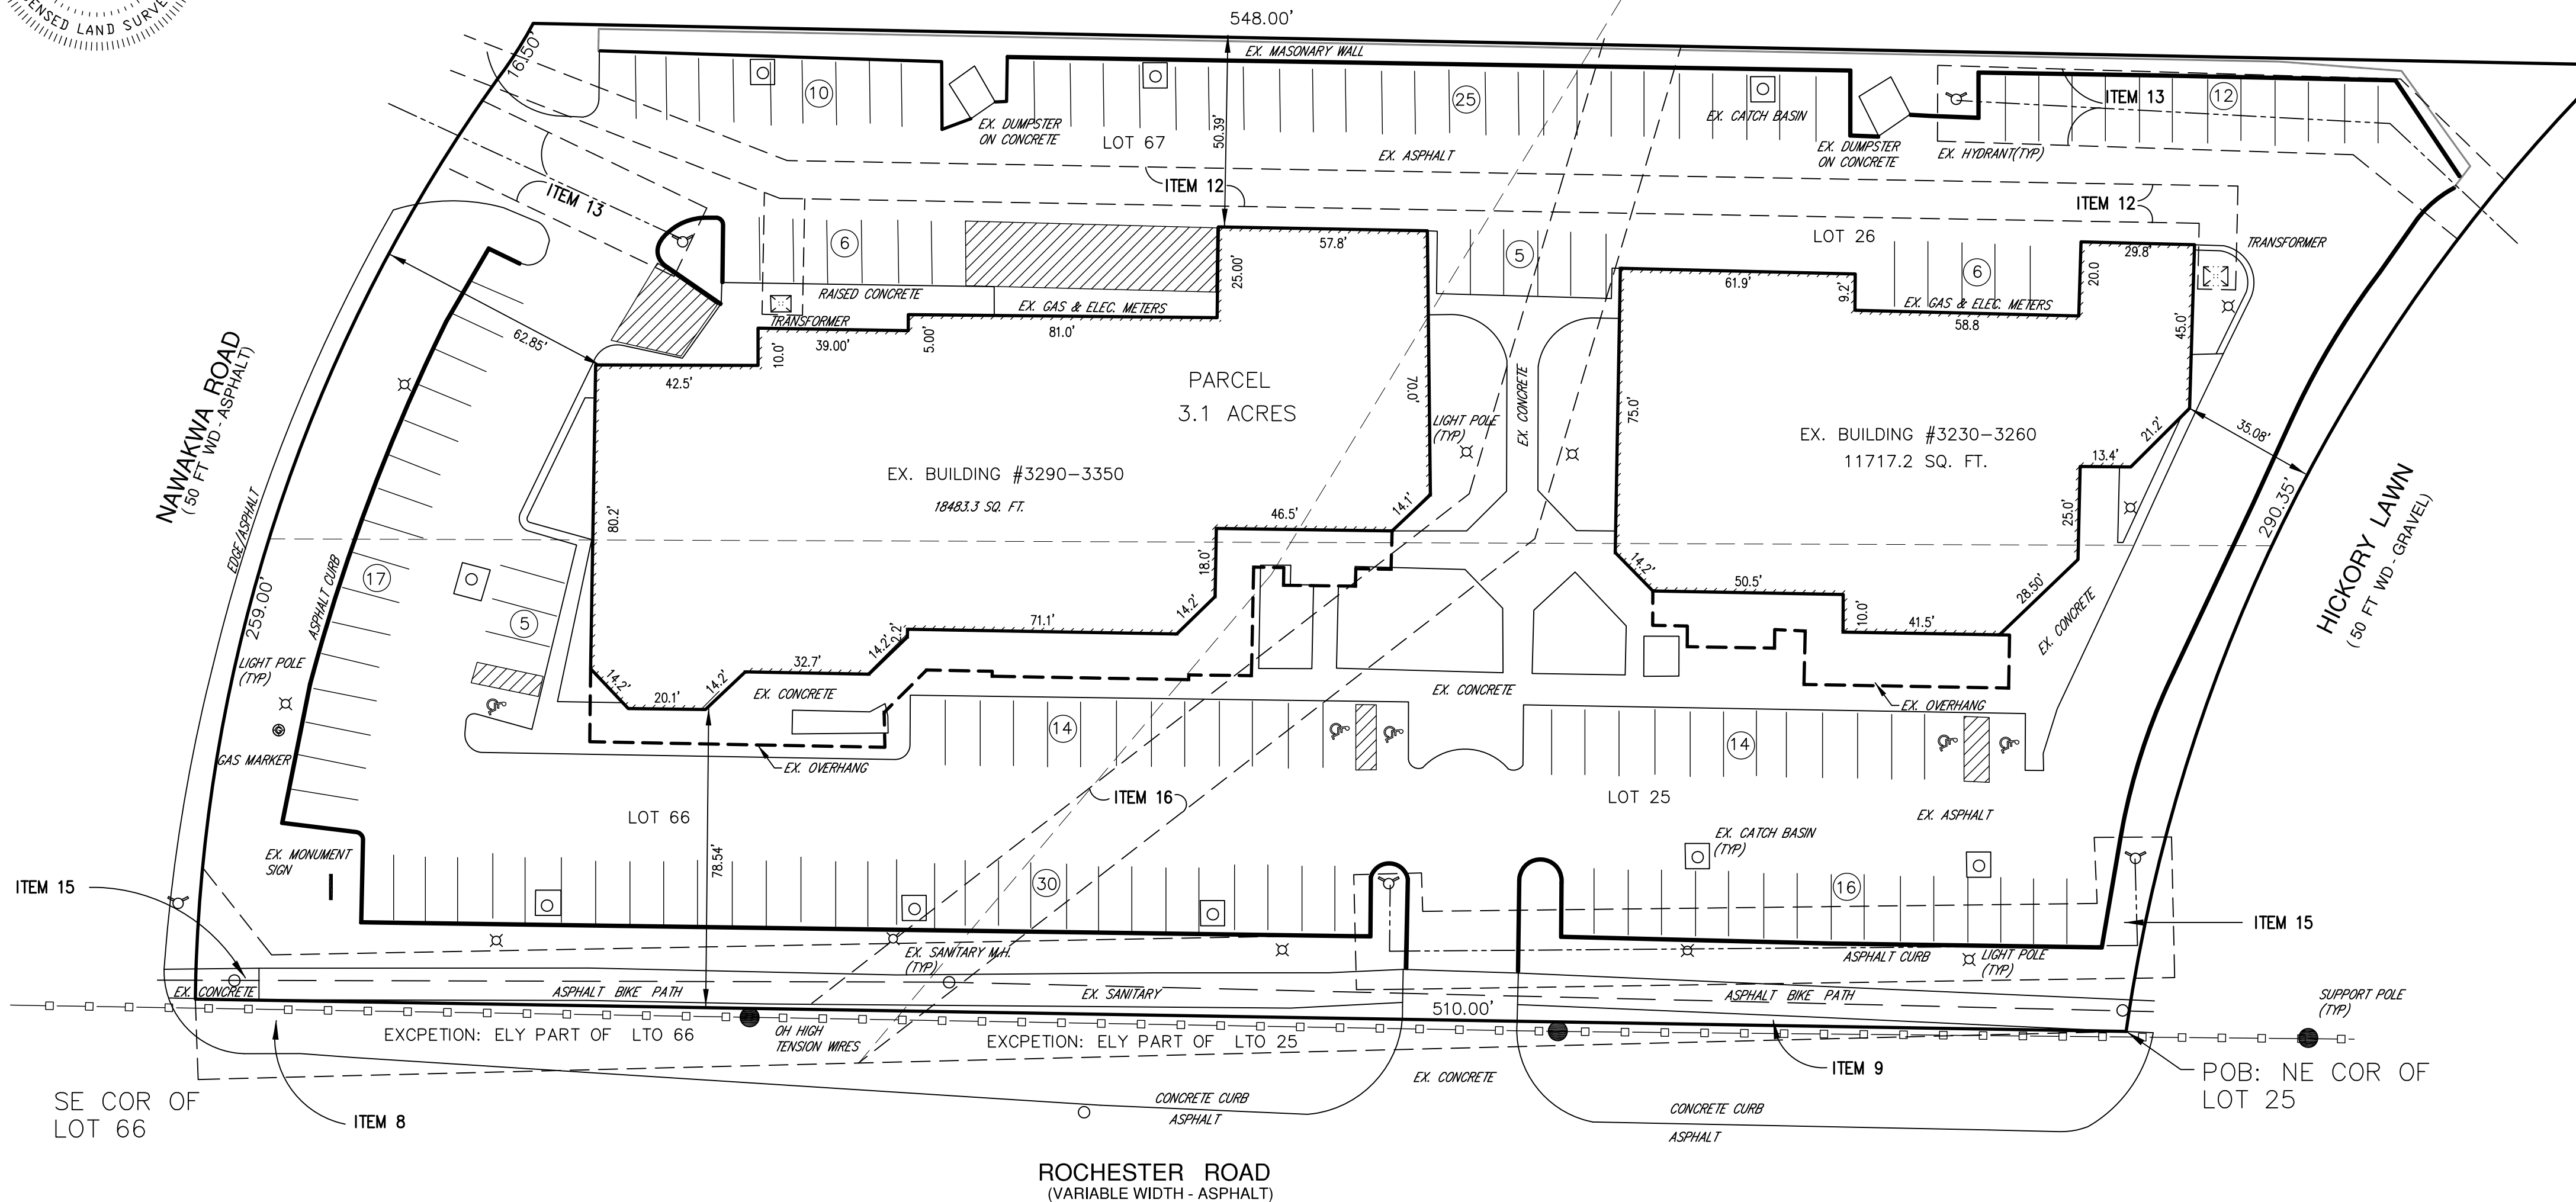 ENSED LAND SURVE
548.00'
16.50'
EX. MASONARY WALL
10
25
12
ITEM 13
EX. DUMPSTER
ON CONCRETE
LOT 67
50.39'
EX. ASPHALT
EX. CATCH BASIN
EX. DUMPSTER
ON CONCRETE
EX. HYDRANT(TYP)
ITEM 13
ITEM 12
ITEM 12
6
57.8'
5
LOT 26
6
29.8'
TRANSFORMER
25.00'
20.0
RAISED CONCRETE
EX. GAS & ELEC. METERS
61.9'
9.2'
EX. GAS & ELEC. METERS
58.8
45.0'
TRANSFORMER
39.00'
10.0'
5.00'
81.0'
62.85'
42.5'
NAWAKWA ROAD
( 50 FT WD - ASPHALT)
PARCEL
3.1 ACRES
70.0'
LIGHT POLE
(TYP)
EX. CONCRETE
75.0'
EX. BUILDING #3230-3260
11717.2 SQ. FT.
21.2'
13.4'
35.08'
EX. BUILDING #3290-3350
18483.3 SQ. FT.
HICKORY LAWN
( 50 FT WD - GRAVEL)
290.35'
80.2'
46.5'
14.1'
25.0'
EDGE/ASPHALT
18.0'
14.2'
50.5'
10.0'
41.5'
28.50'
EX. CONCRETE
259.00'
ASPHALT CURB
17
5
71.1'
14.2'
14.2'
0.2'
32.7'
LIGHT POLE
(TYP)
14.2'
20.1'
14.2'
EX. CONCRETE
EX. CONCRETE
EX. OVERHANG
GAS MARKER
14
14
EX. OVERHANG
ITEM 16
LOT 66
LOT 25
EX. ASPHALT
EX. CATCH BASIN
(TYP)
78.54'
EX. MONUMENT
SIGN
ITEM 15
30
16
ITEM 15
EX. SANITARY M.H.
(TYP)
ASPHALT CURB
LIGHT POLE
(TYP)
EX. CONCRETE
ASPHALT BIKE PATH
EX. SANITARY
ASPHALT BIKE PATH
SUPPORT POLE
(TYP)
510.00'
EXCPETION: ELY PART OF LTO 66
OH HIGH
TENSION WIRES
EXCPETION: ELY PART OF LTO 25
ITEM 9
EX. CONCRETE
POB: NE COR OF
LOT 25
SE COR OF
LOT 66
ITEM 8
CONCRETE CURB
ASPHALT
CONCRETE CURB
ASPHALT
ROCHESTER ROAD
(VARIABLE WIDTH - ASPHALT)